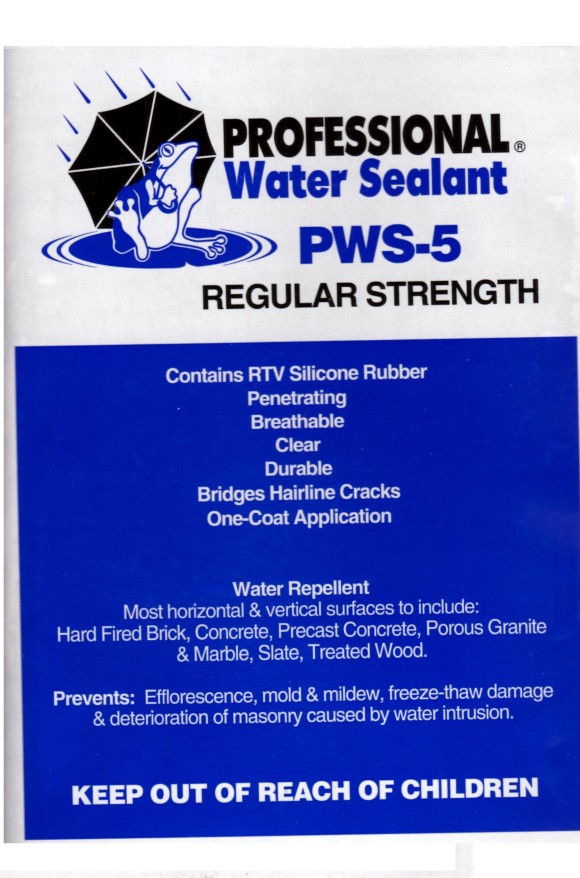 PROFESSIONAL®
Water Sealant
PWS-5
REGULAR STRENGTH
Contains RTV Silicone Rubber
Penetrating
Breathable
Clear
Durable
Bridges Hairline Cracks
One-Coat Application
Water Repellent
Most horizontal & vertical surfaces to include:
Hard Fired Brick, Concrete, Precast Concrete, Porous Granite
& Marble, Slate, Treated Wood.
Prevents: Efflorescence, mold & mildew, freeze-thaw damage
& deterioration of masonry caused by water intrusion.
KEEP OUT OF REACH OF CHILDREN